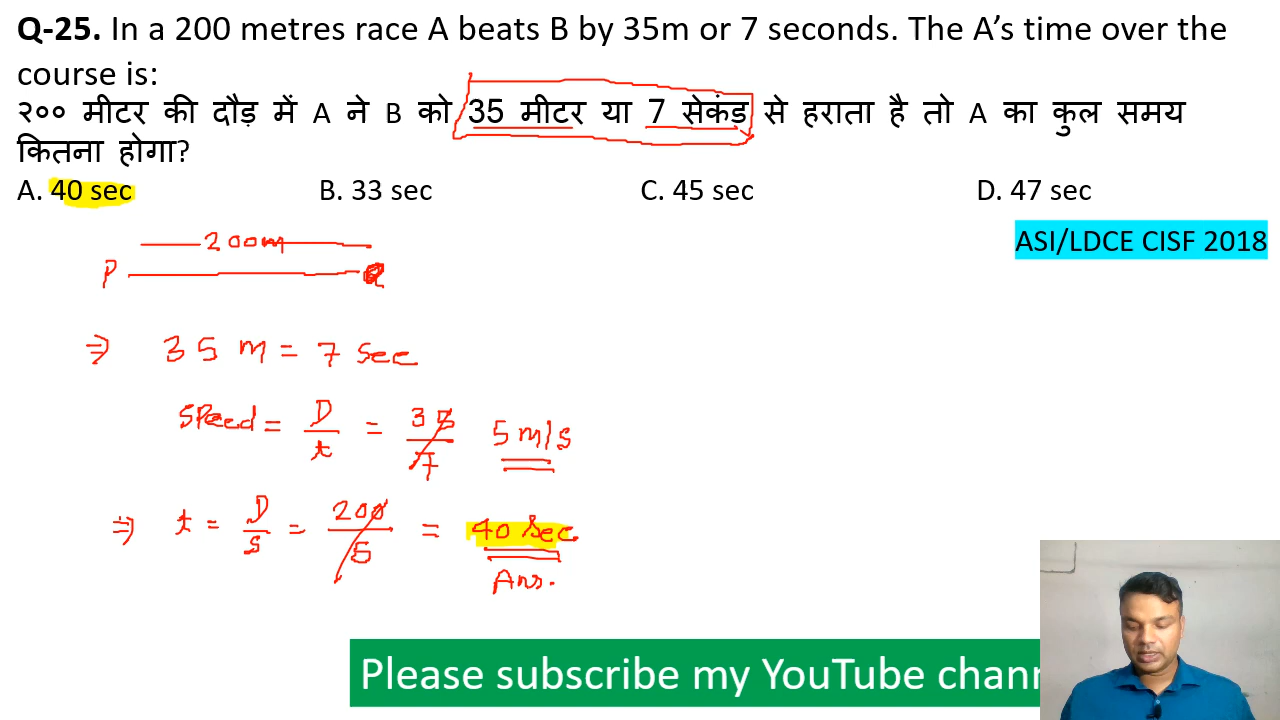 Q-25. In a 200 metres race A beats B by 35m or 7 seconds. The A's time over the
course is:
२०० मीटर की दौड़ में A ने B को 35 मीटर या 7 सेकंड से हराता है तो A का कुल समय
कितना होगा?
A. 40 sec B. 33 sec C. 45 sec D. 47 sec
ASI/LDCE CISF 2018
200m
P
⇒ 35 m = 7 sec
Speed = D/t = 35/7 5 m/s
⇒ t = D/s = 200/5 = 40 sec
Ans.
Please subscribe my YouTube chann